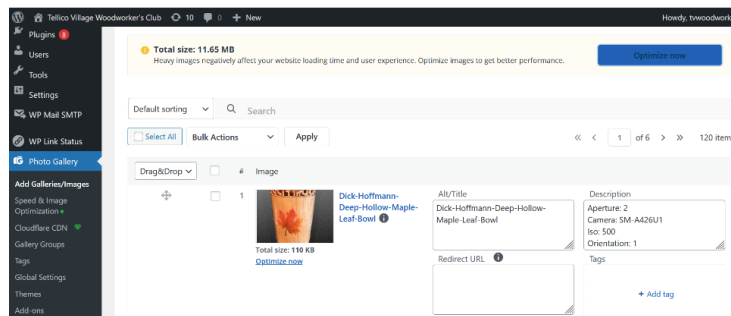 Tellico Village Woodworker's Club 10 0 + New Howdy, tvwoodwork
Plugins 8
Users
Tools
Settings
WP Mail SMTP
WP Link Status
Photo Gallery
Add Galleries/Images
Speed & Image
Optimization
Cloudflare CDN
Gallery Groups
Tags
Global Settings
Themes
Add-ons
Total size: 11.65 MB
Heavy images negatively affect your website loading time and user experience. Optimize images to get better performance.
Optimize now
Default sorting
Search
Select All Bulk Actions Apply
« < 1 of 6 > » 120 item
Drag&Drop # Image
1
Dick-Hoffmann-
Deep-Hollow-Maple-
Leaf-Bowl
Total size: 110 KB
Optimize now
Alt/Title
Dick-Hoffmann-Deep-Hollow-
Maple-Leaf-Bowl
Redirect URL
Description
Aperture: 2
Camera: SM-A426U1
Iso: 500
Orientation: 1
Tags
+ Add tag